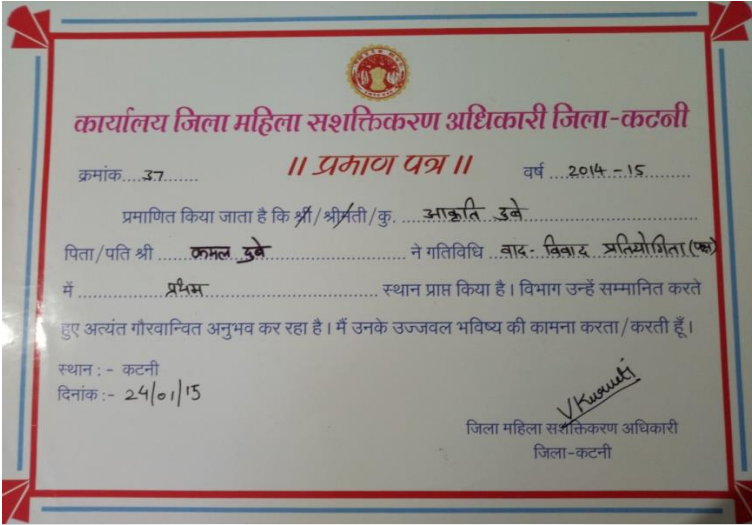 कार्यालय जिला महिला सशक्तिकरण अधिकारी जिला-कटनी
क्रमांक....37........ ॥ प्रमाण पत्र ॥ वर्ष ....2014-15.........
प्रमाणित किया जाता है कि श्री/श्रीमती/कु. ....आकृति दुबे.........
पिता/पति श्री ......कमल दुबे......... ने गतिविधि ...वाद-विवाद प्रतियोगिता (पक्ष)
में .................प्रथम................. स्थान प्राप्त किया है। विभाग उन्हें सम्मानित करते
हुए अत्यंत गौरवान्वित अनुभव कर रहा है। मैं उनके उज्जवल भविष्य की कामना करता/करती हूँ।
स्थान :- कटनी
दिनांक :- 24/01/15
जिला महिला सशक्तिकरण अधिकारी
जिला-कटनी